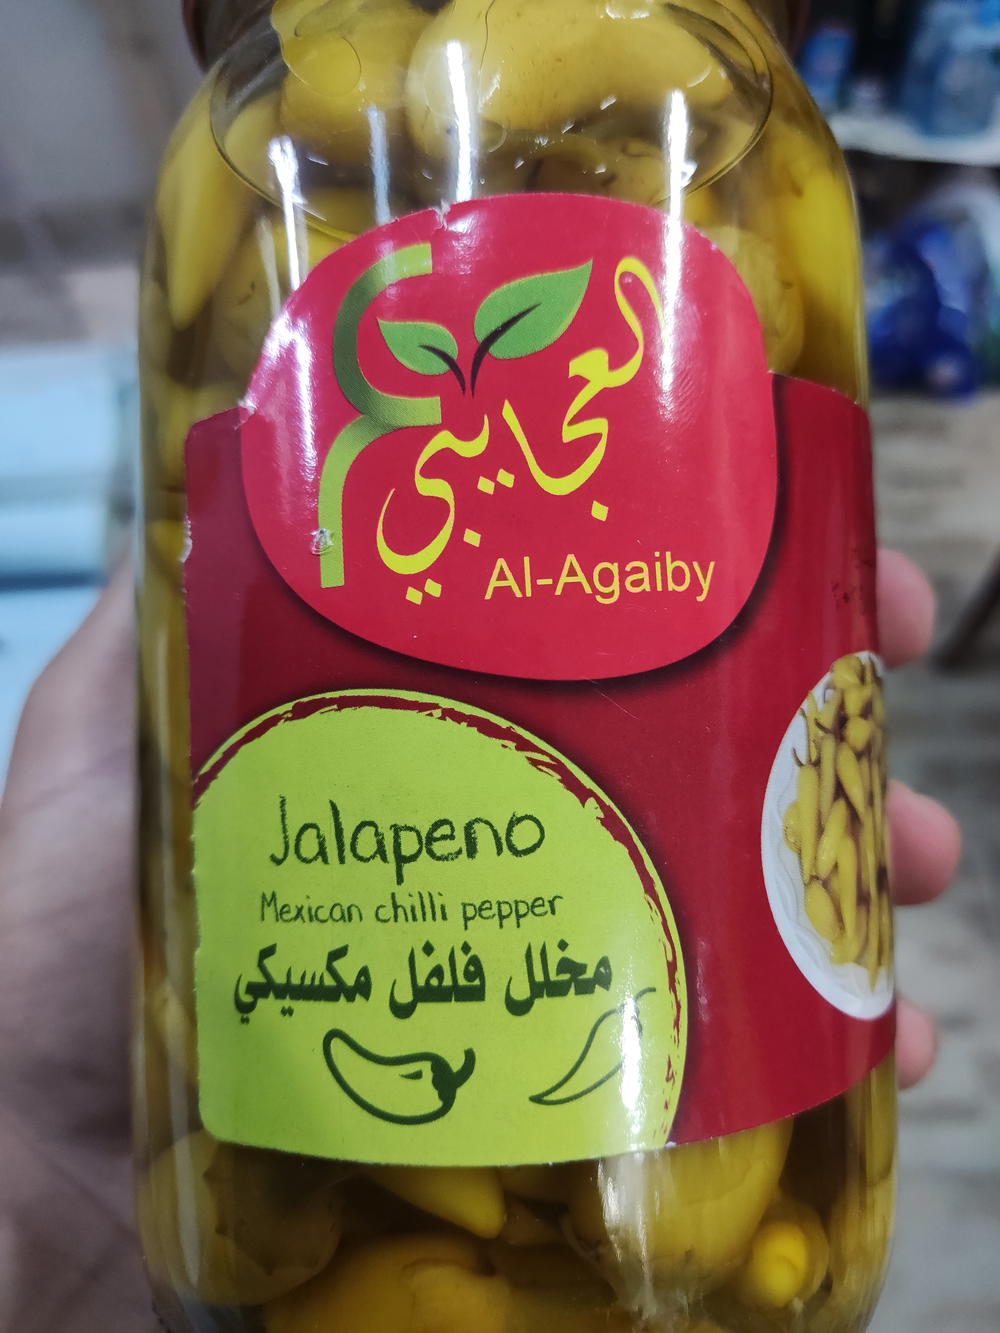 العجايبي
Al-Agaiby
Jalapeno
Mexican chilli pepper
مخلل فلفل مكسيكي